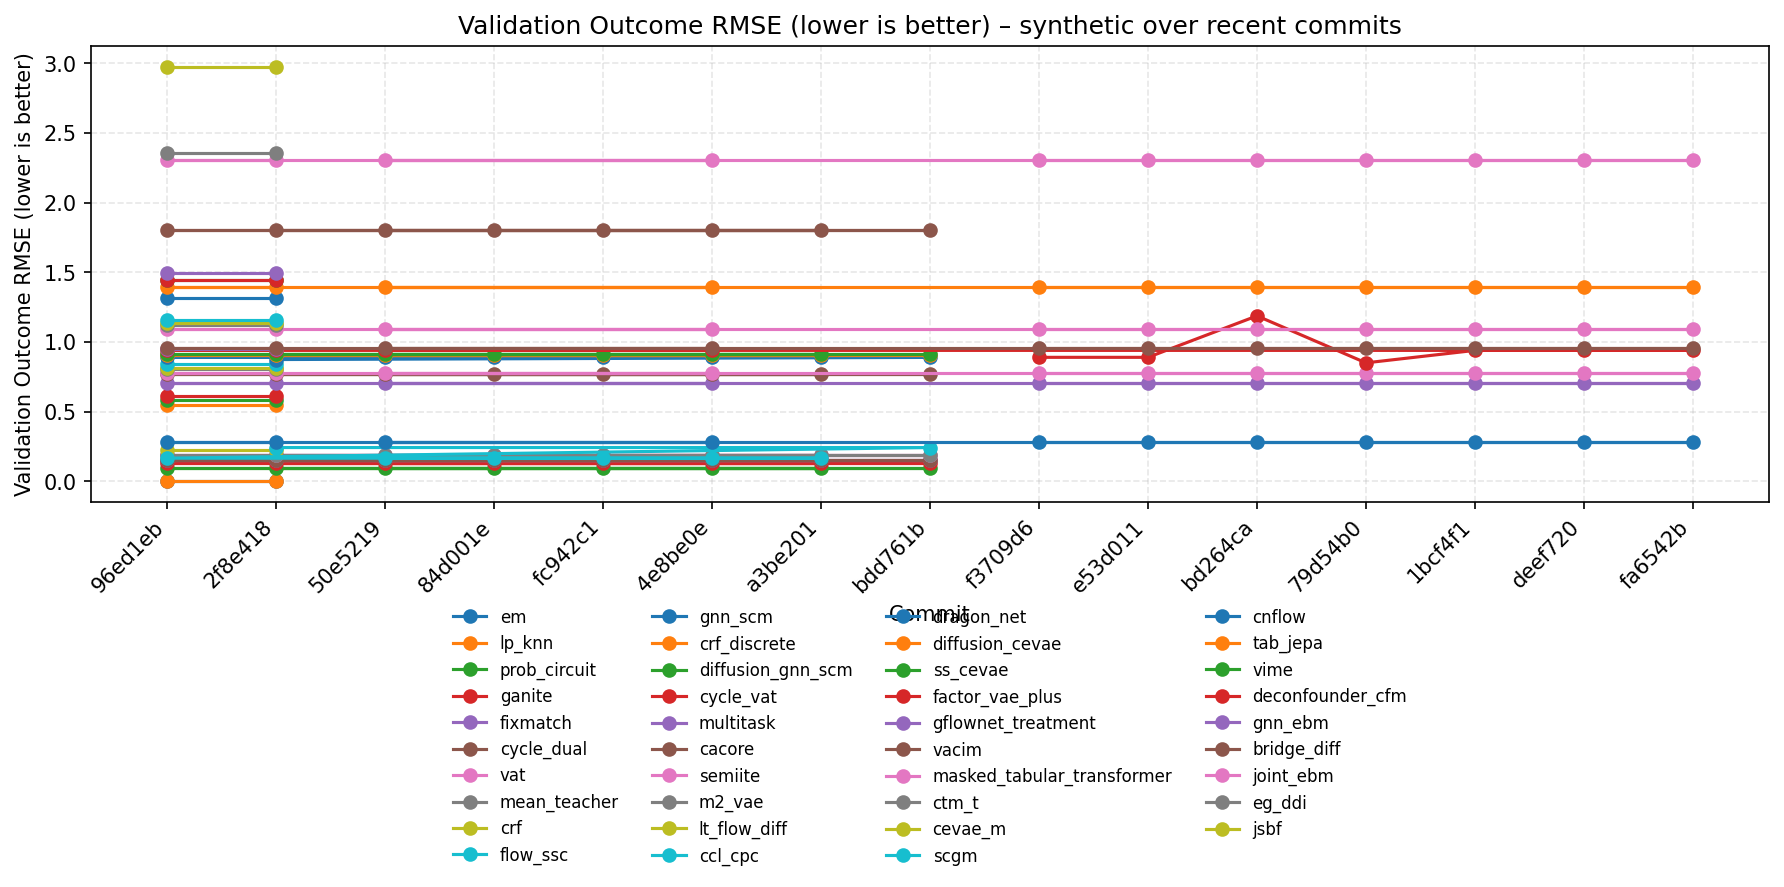 Validation Outcome RMSE (lower is better) – synthetic over recent commits
Validation Outcome RMSE (lower is better)
3.0
2.5
2.0
1.5
1.0
0.5
0.0
96ed1eb
2f8e418
50e5219
84d001e
fc942c1
4e8be0e
a3be201
bdd761b
f3709d6
e53d011
bd264ca
79d54b0
1bcf4f1
deef720
fa6542b
Commit
em
lp_knn
prob_circuit
ganite
fixmatch
cycle_dual
vat
mean_teacher
crf
flow_ssc
gnn_scm
crf_discrete
diffusion_gnn_scm
cycle_vat
multitask
cacore
semiite
m2_vae
lt_flow_diff
ccl_cpc
dragon_net
diffusion_cevae
ss_cevae
factor_vae_plus
gflownet_treatment
vacim
masked_tabular_transformer
ctm_t
cevae_m
scgm
cnflow
tab_jepa
vime
deconfounder_cfm
gnn_ebm
bridge_diff
joint_ebm
eg_ddi
jsbf